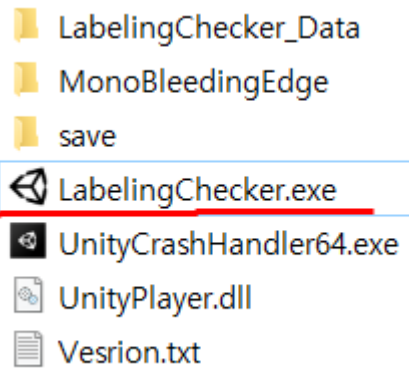 LabelingChecker_Data
MonoBleedingEdge
save
LabelingChecker.exe
UnityCrashHandler64.exe
UnityPlayer.dll
Vesrion.txt